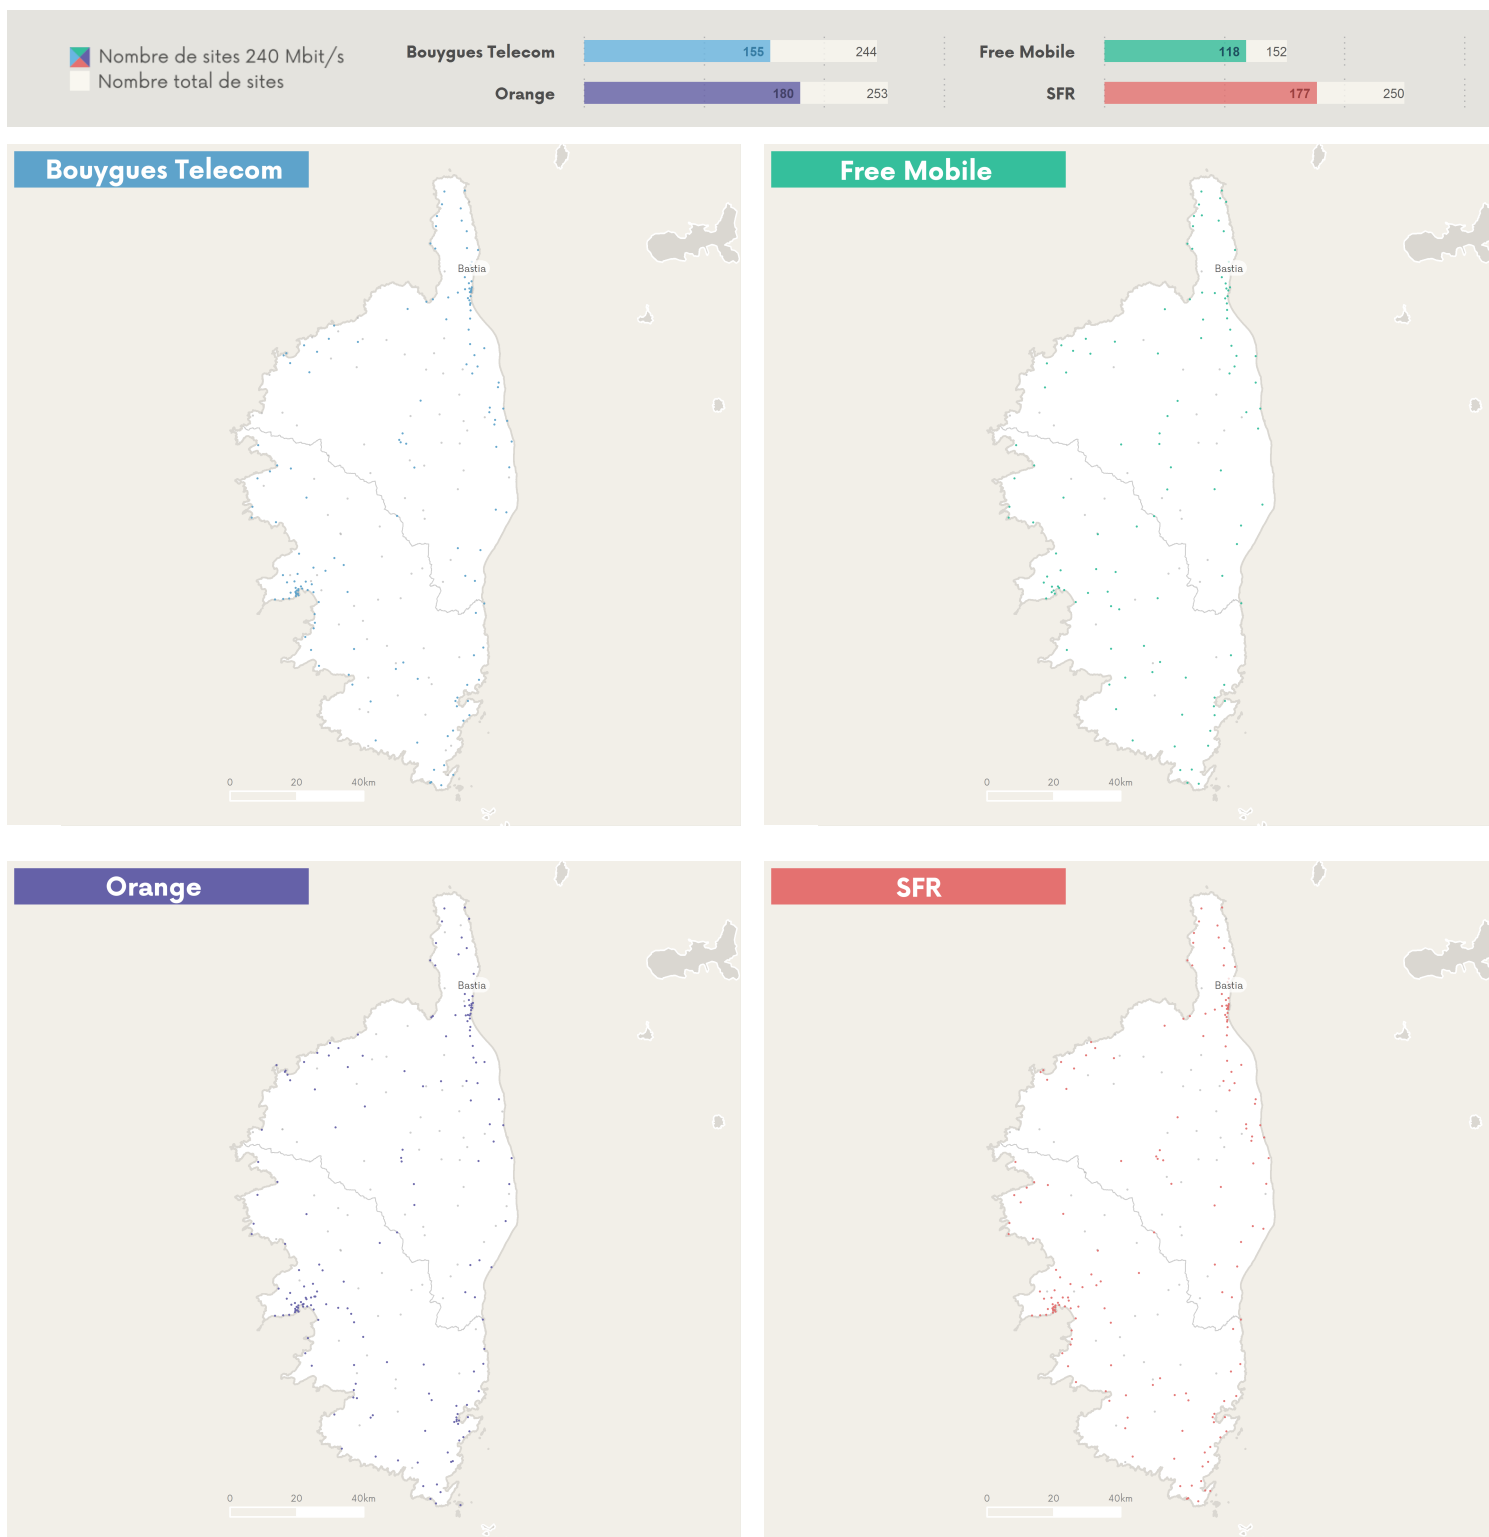 Nombre de sites 240 Mbit/s
Nombre total de sites
Bouygues Telecom 155 244
Orange 180 253
Free Mobile 118 152
SFR 177 250
Bouygues Telecom
Bastia
0 20 40km
Free Mobile
Bastia
0 20 40km
Orange
Bastia
0 20 40km
SFR
Bastia
0 20 40km